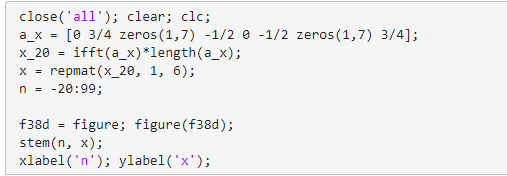 close('all'); clear; clc;
a_x = [0 3/4 zeros(1,7) -1/2 0 -1/2 zeros(1,7) 3/4];
x_20 = ifft(a_x)*length(a_x);
x = repmat(x_20, 1, 6);
n = -20:99;
f38d = figure; figure(f38d);
stem(n, x);
xlabel('n'); ylabel('x');